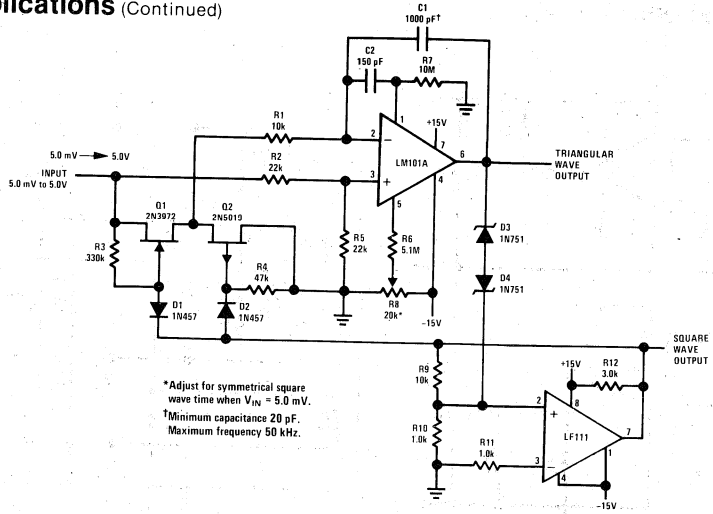 plications (Continued)
C1
1000 pF†
C2
150 pF
R7
10M
R1
10k
+15V
1
2
7
5.0 mV → 5.0V
INPUT
5.0 mV to 5.0V
R2
22k
LM101A
6
TRIANGULAR
WAVE
OUTPUT
3
4
5
Q1
2N3972
Q2
2N5019
D3
1N751
R3
330k
R5
22k
R6
5.1M
R4
47k
D4
1N751
D1
1N457
D2
1N457
R8
20k*
-15V
SQUARE
WAVE
OUTPUT
*Adjust for symmetrical square
wave time when VIN = 5.0 mV.
†Minimum capacitance 20 pF.
Maximum frequency 50 kHz.
R9
10k
+15V
R12
3.0k
2
8
R10
1.0k
R11
1.0k
LF111
7
3
1
4
-15V